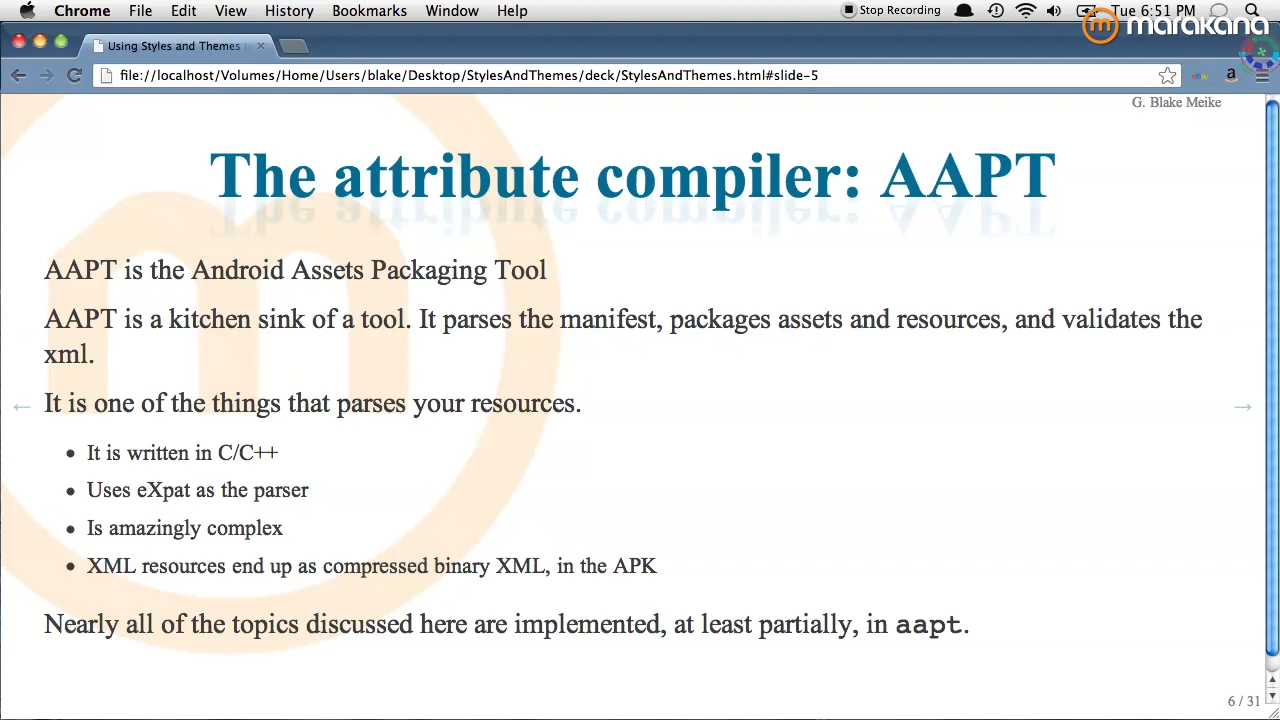 Chrome File Edit View History Bookmarks Window Help Stop Recording Tue 6:51 PM
marakana
Using Styles and Themes
file://localhost/Volumes/Home/Users/blake/Desktop/StylesAndThemes/deck/StylesAndThemes.html#slide-5
G. Blake Meike
The attribute compiler: AAPT
AAPT is the Android Assets Packaging Tool
AAPT is a kitchen sink of a tool. It parses the manifest, packages assets and resources, and validates the
xml.
← It is one of the things that parses your resources. →
• It is written in C/C++
• Uses eXpat as the parser
• Is amazingly complex
• XML resources end up as compressed binary XML, in the APK
Nearly all of the topics discussed here are implemented, at least partially, in aapt.
6 / 31